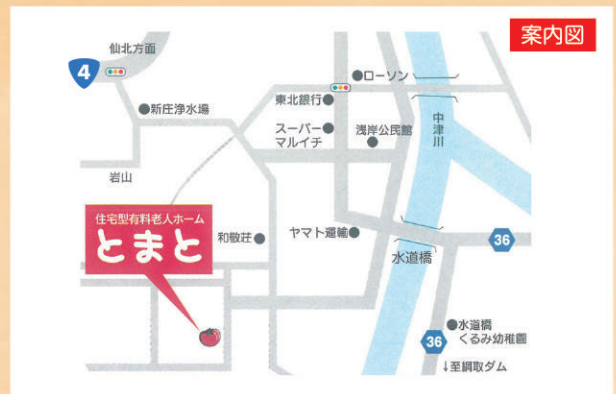 案内図
仙北方面
4
新庄浄水場
ローソン
東北銀行
スーパー
マルイチ
浅岸公民館
中津川
岩山
住宅型有料老人ホーム
とまと
和敬荘
ヤマト運輸
水道橋
36
水道橋
くるみ幼稚園
36
↓至綱取ダム